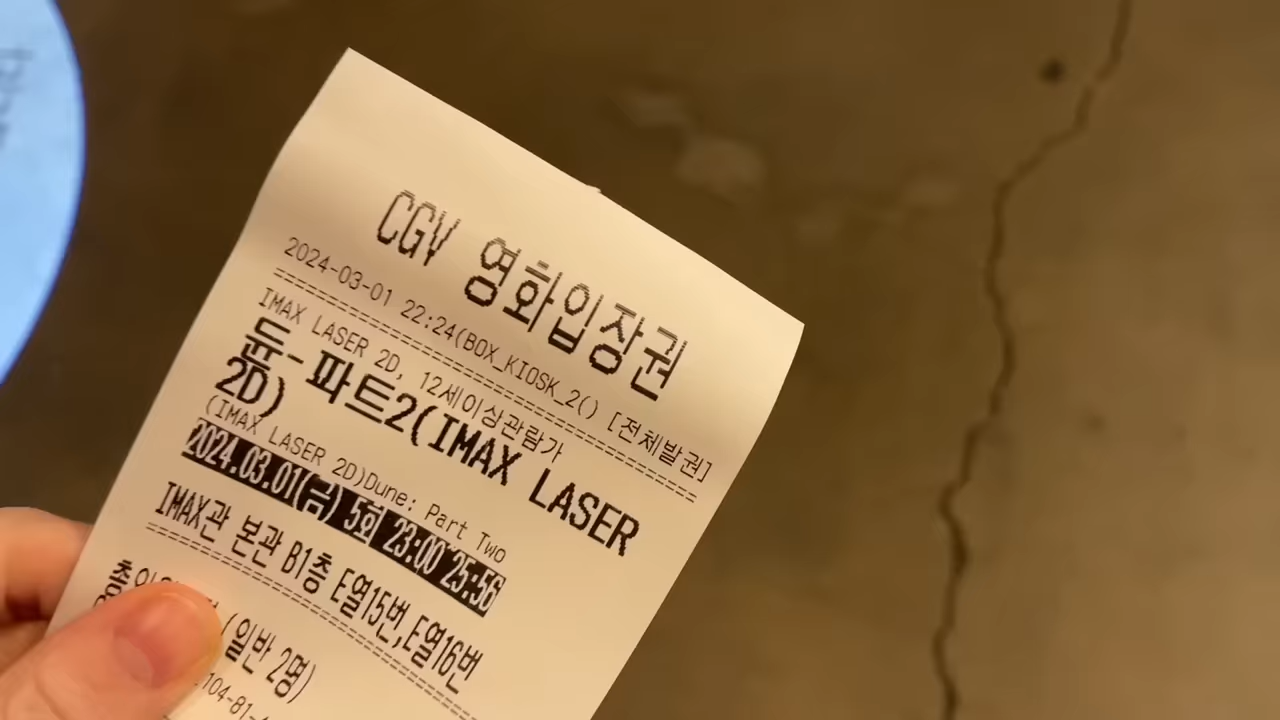 CGV 영화입장권
2024-03-01 22:24(BOX_KIOSK_2() [전체발권]
IMAX LASER 2D, 12세이상관람가
듄-파트2(IMAX LASER
2D)
(IMAX LASER 2D)Dune: Part Two
2024.03.01(금) 5회 23:00 25:56
IMAX관 본관 B1층 E열15번,E열16번
(일반 2명)
104-81-